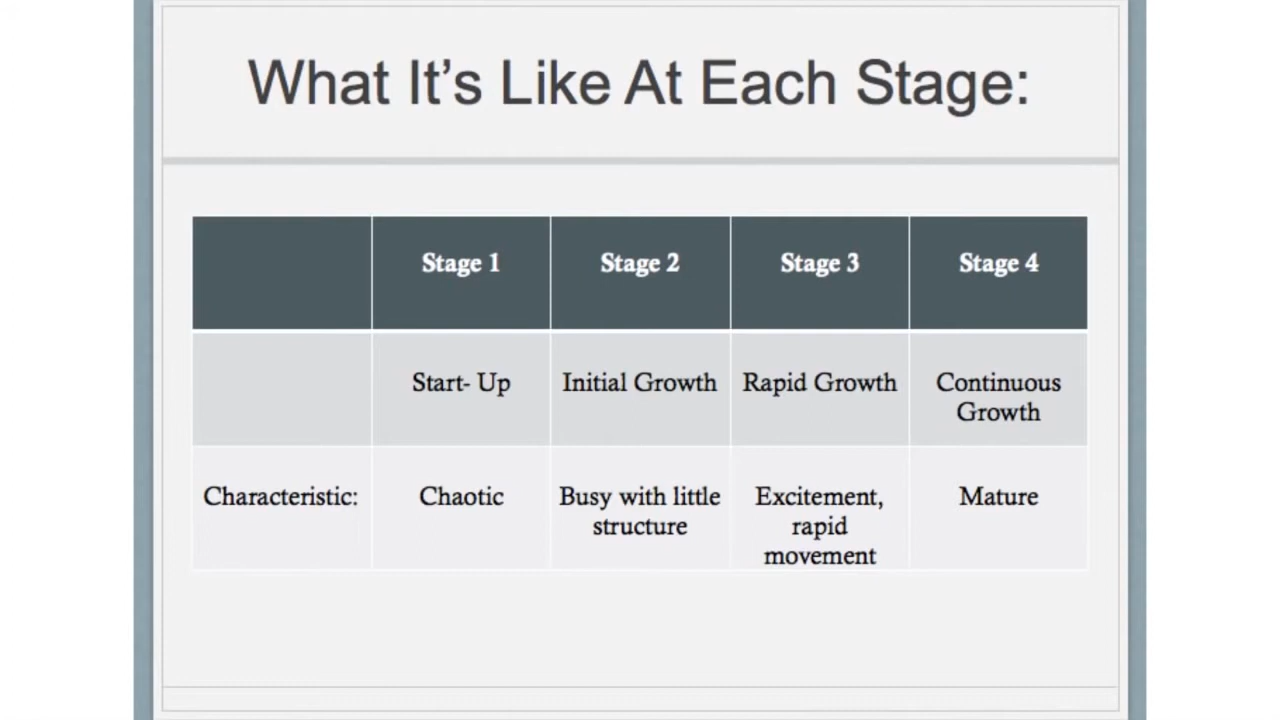 What It’s Like At Each Stage:
Stage 1
Stage 2
Stage 3
Stage 4
Start- Up
Initial Growth
Rapid Growth
Continuous
Growth
Characteristic:
Chaotic
Busy with little
structure
Excitement,
rapid
movement
Mature